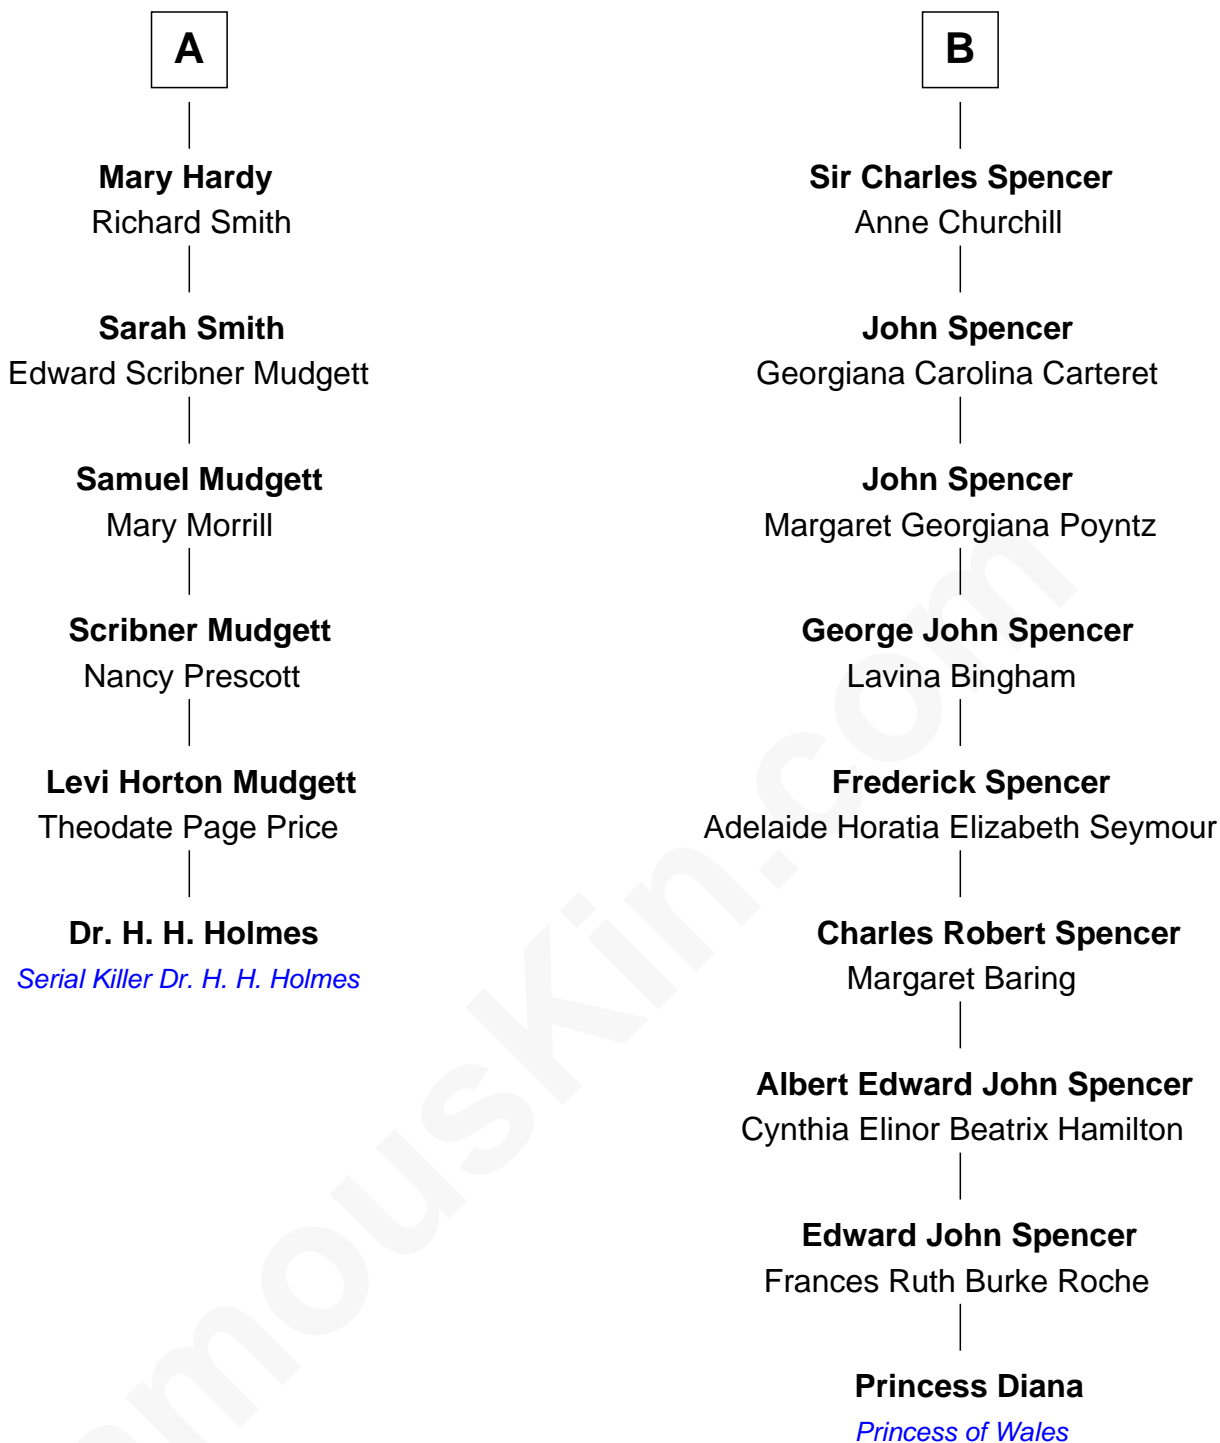 A
Mary Hardy
Richard Smith
Sarah Smith
Edward Scribner Mudgett
Samuel Mudgett
Mary Morrill
Scribner Mudgett
Nancy Prescott
Levi Horton Mudgett
Theodate Page Price
Dr. H. H. Holmes
Serial Killer Dr. H. H. Holmes
B
Sir Charles Spencer
Anne Churchill
John Spencer
Georgiana Carolina Carteret
John Spencer
Margaret Georgiana Poyntz
George John Spencer
Lavina Bingham
Frederick Spencer
Adelaide Horatia Elizabeth Seymour
Charles Robert Spencer
Margaret Baring
Albert Edward John Spencer
Cynthia Elinor Beatrix Hamilton
Edward John Spencer
Frances Ruth Burke Roche
Princess Diana
Princess of Wales
amousKin.com